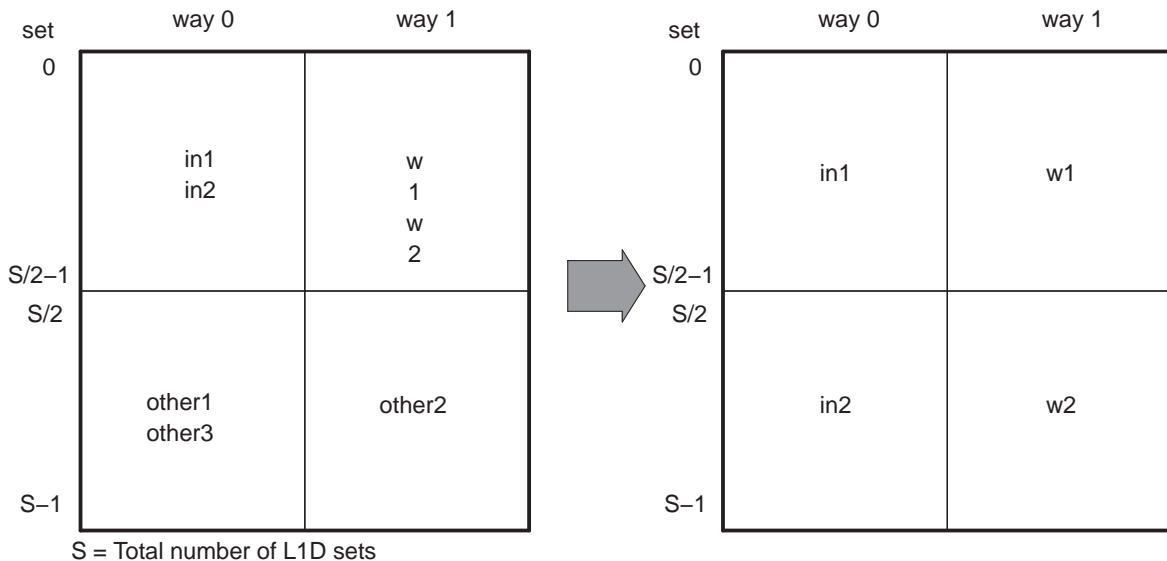 set
way 0
way 1
0
in1
in2
w
1
w
2
S/2−1
S/2
other1
other3
other2
S−1
S = Total number of L1D sets
set
way 0
way 1
0
in1
w1
S/2−1
S/2
in2
w2
S−1